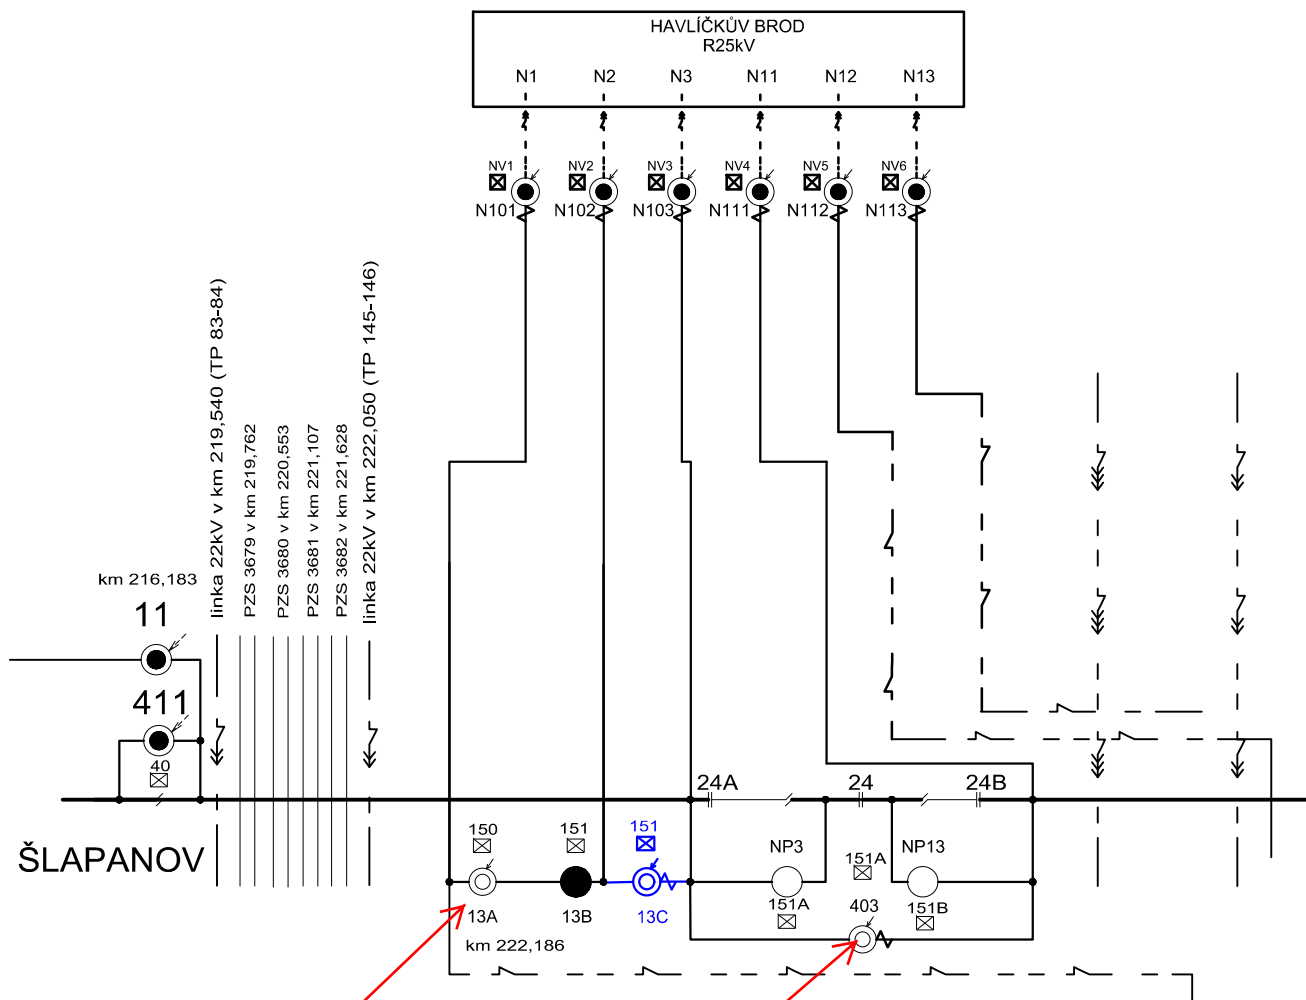 HAVLÍČKŮV BROD
R25kV
N1 N2 N3 N11 N12 N13
NV1 NV2 NV3 NV4 NV5 NV6
N101 N102 N103 N111 N112 N113
linka 22kV v km 219,540 (TP 83-84)
PZS 3679 v km 219,762
PZS 3680 v km 220,553
PZS 3681 v km 221,107
PZS 3682 v km 221,628
linka 22kV v km 222,050 (TP 145-146)
km 216,183
11
411
40
24A 24 24B
ŠLAPANOV
150 151 151 NP3 151A NP13
13A 13B 13C 151A 403 151B
km 222,186